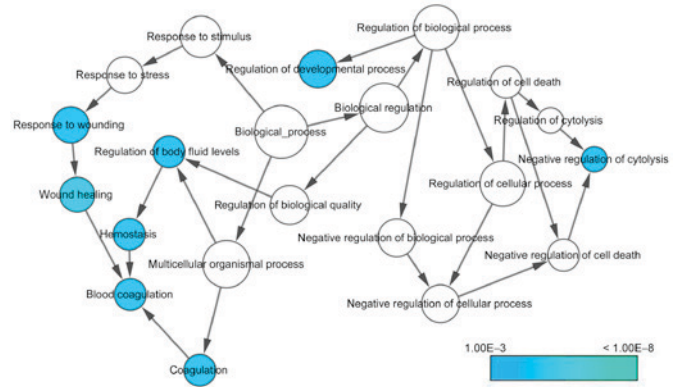 Regulation of biological process
Response to stimulus
Regulation of developmental process
Response to stress
Regulation of cell death
Biological regulation
Regulation of cytolysis
Response to wounding
Biological_process
Regulation of body fluid levels
Negative regulation of cytolysis
Regulation of cellular process
Wound healing
Regulation of biological quality
Hemostasis
Negative regulation of biological process
Multicellular organismal process
Negative regulation of cell death
Blood coagulation
Negative regulation of cellular process
1.00E–3
< 1.00E–8
Coagulation